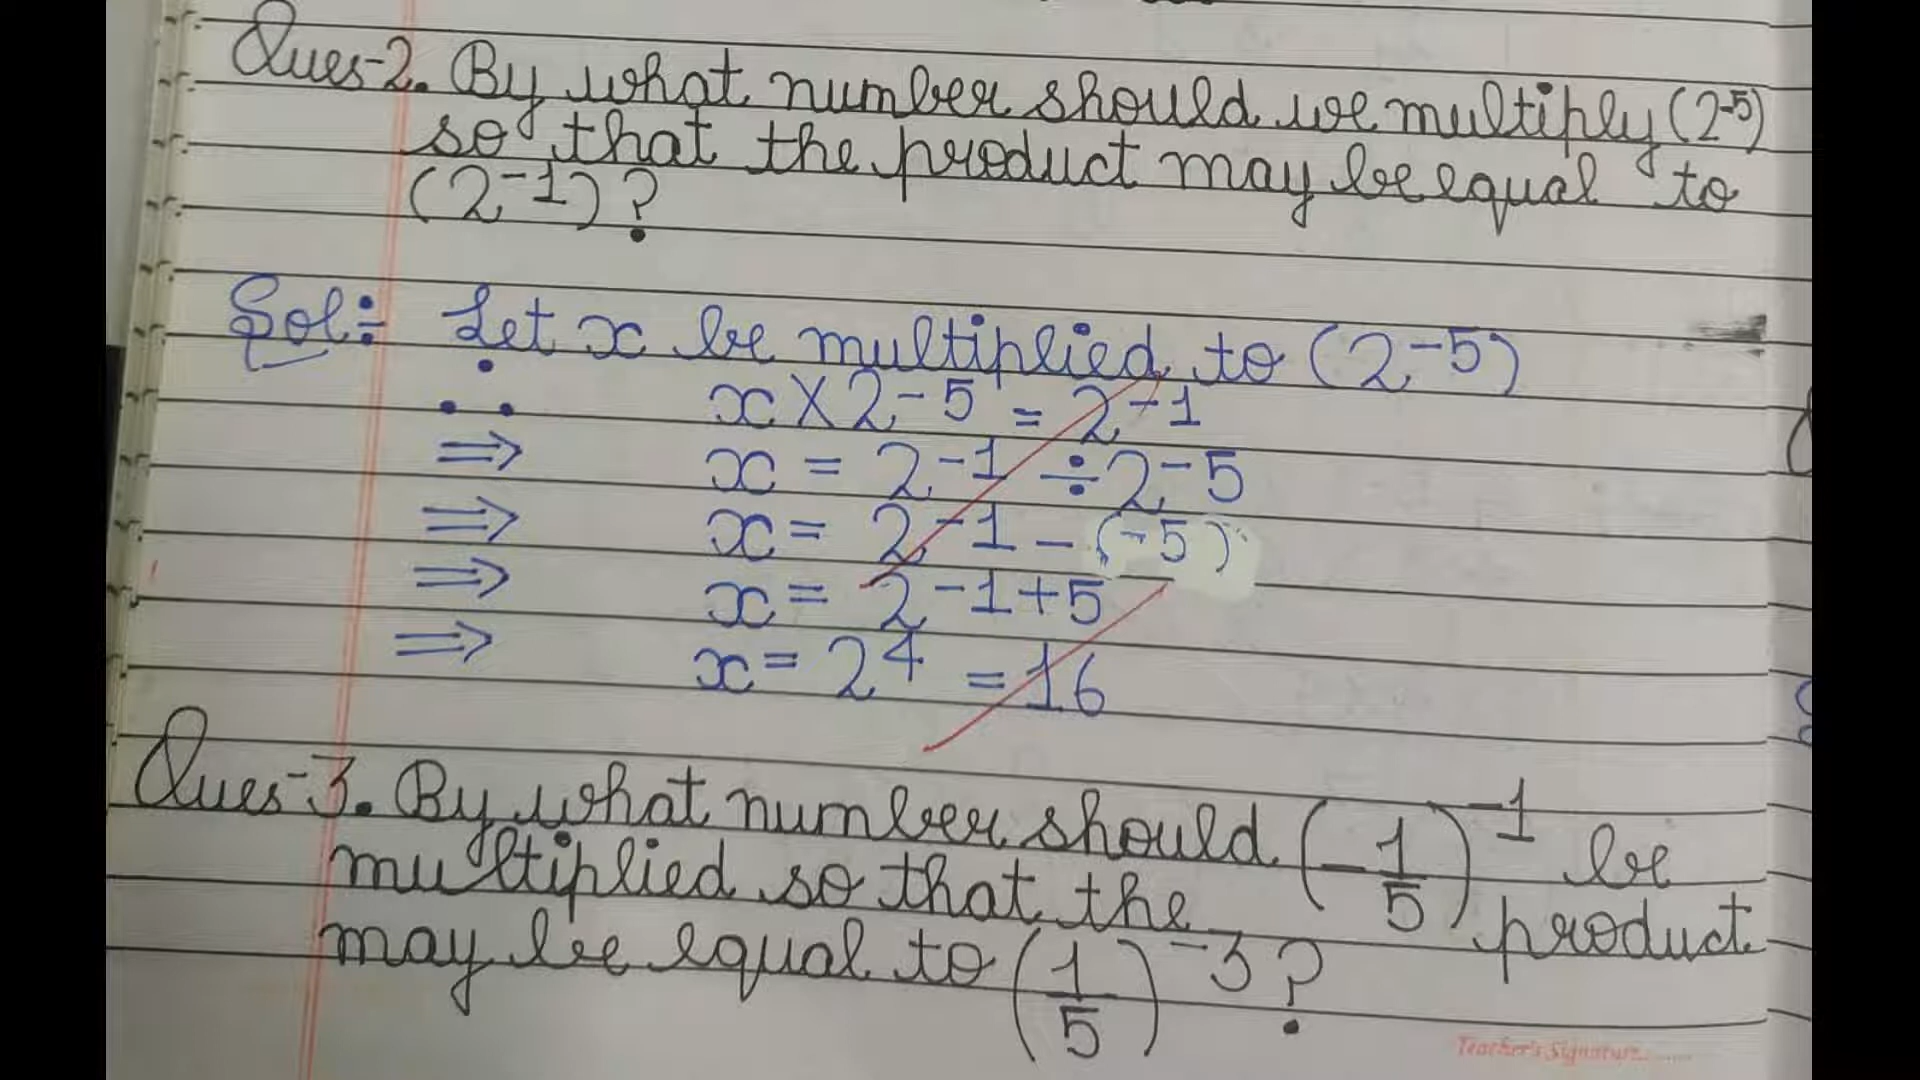 Ques-2. By what number should we multiply (2⁻⁵)
so that the product may be equal to
(2⁻¹)?
Sol:- Let x be multiplied to (2⁻⁵)
∴ x × 2⁻⁵ = 2⁻¹
⇒ x = 2⁻¹ ÷ 2⁻⁵
⇒ x = 2⁻¹⁻⁽⁻⁵⁾
⇒ x = 2⁻¹⁺⁵
⇒ x = 2⁴ = 16
Ques-3. By what number should (-1/5)⁻¹ be
multiplied so that the product
may be equal to (1/5)⁻³?
Teacher's Signature